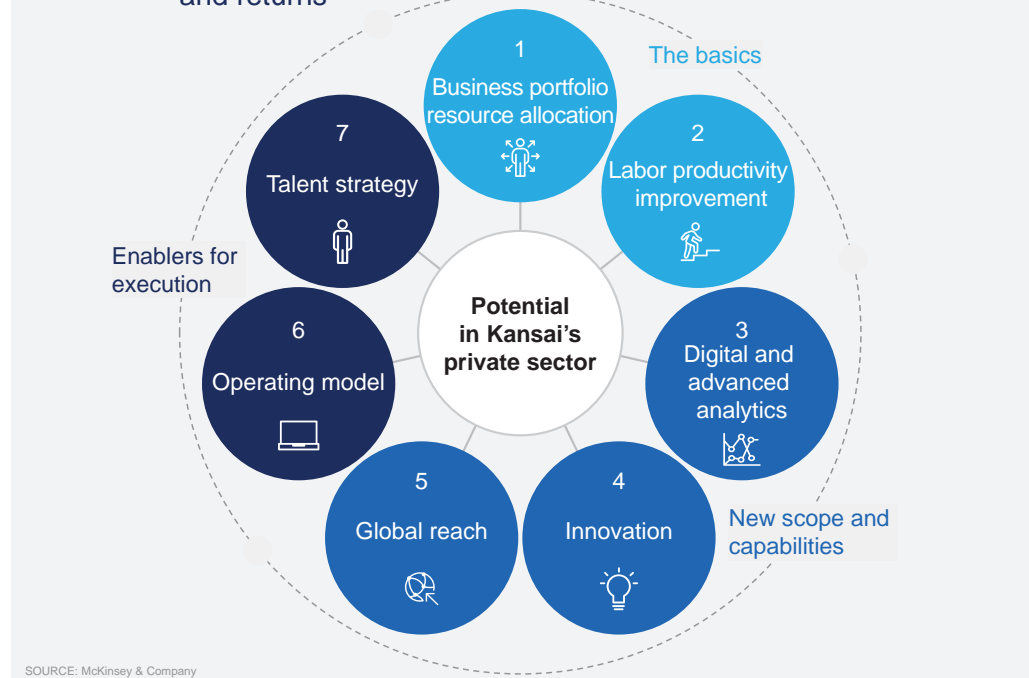 and returns
The basics
1
Business portfolio
resource allocation
2
Labor productivity
improvement
3
Digital and
advanced
analytics
New scope and
capabilities
4
Innovation
5
Global reach
6
Operating model
Enablers for
execution
7
Talent strategy
Potential
in Kansai’s
private sector
SOURCE: McKinsey & Company